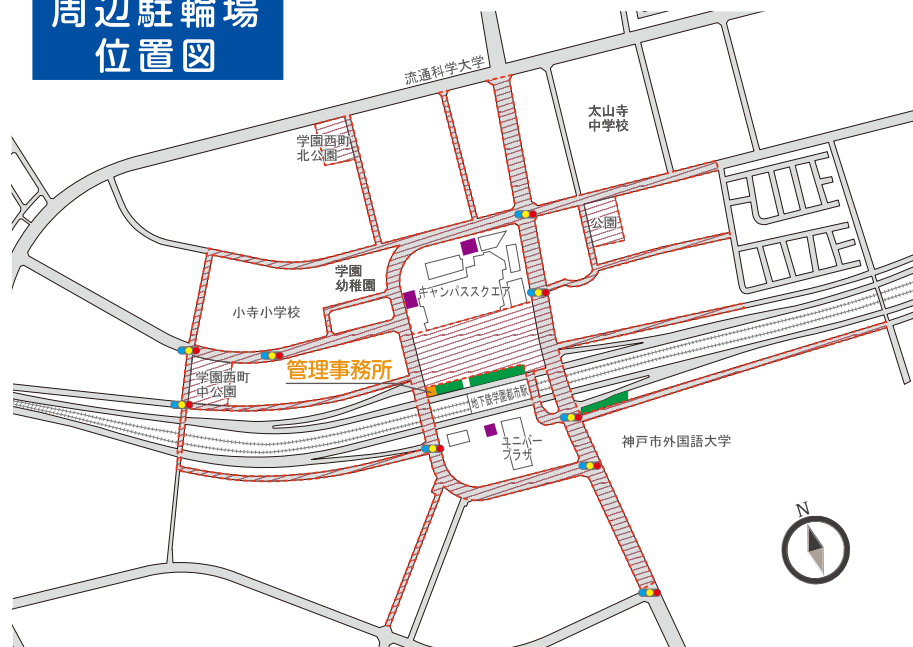 周辺駐輪場
位置図
流通科学大学
太山寺
中学校
学園西町
北公園
公園
学園
幼稚園
キャンパススクエア
小寺小学校
管理事務所
学園西町
中公園
地下鉄学園都市駅
ユニバー
プラザ
神戸市外国語大学
N